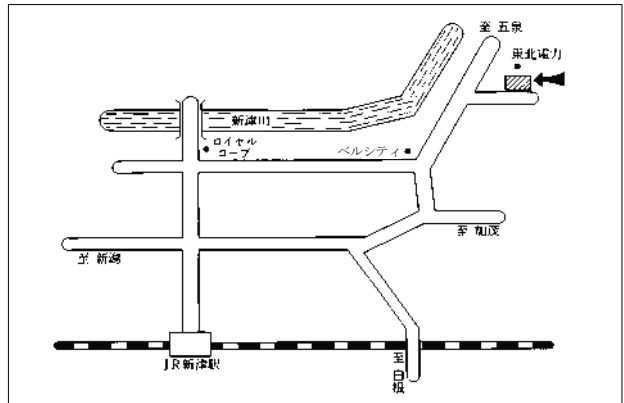 至 五泉
東北電力
新津川
ロイヤル
コープ
ベルシティ
至 加茂
至 新潟
JR新津駅
至
白根